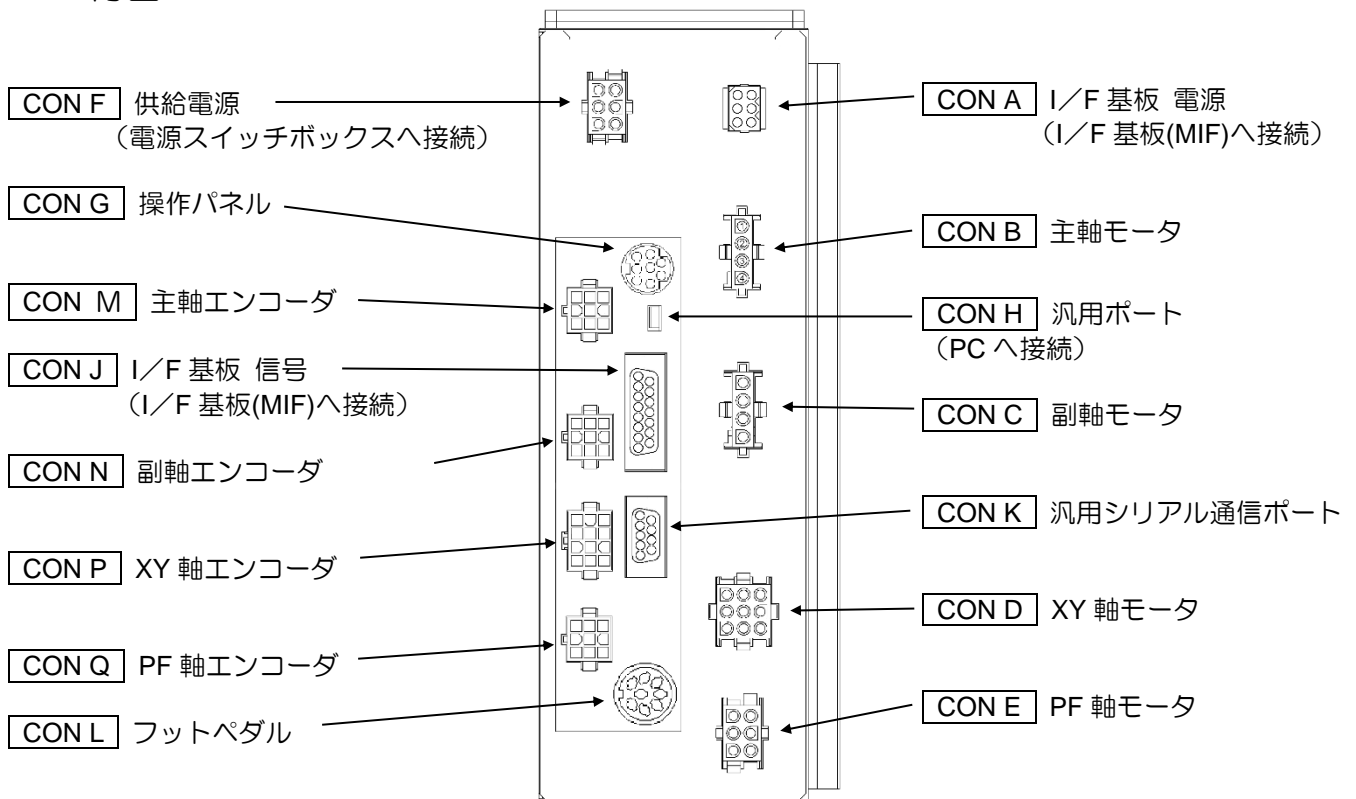 CON F 供給電源
（電源スイッチボックスへ接続）
CON G 操作パネル
CON M 主軸エンコーダ
CON J I／F 基板 信号
（I／F 基板(MIF)へ接続）
CON N 副軸エンコーダ
CON P XY 軸エンコーダ
CON Q PF 軸エンコーダ
CON L フットペダル
CON A I／F 基板 電源
（I／F 基板(MIF)へ接続）
CON B 主軸モータ
CON H 汎用ポート
（PC へ接続）
CON C 副軸モータ
CON K 汎用シリアル通信ポート
CON D XY 軸モータ
CON E PF 軸モータ